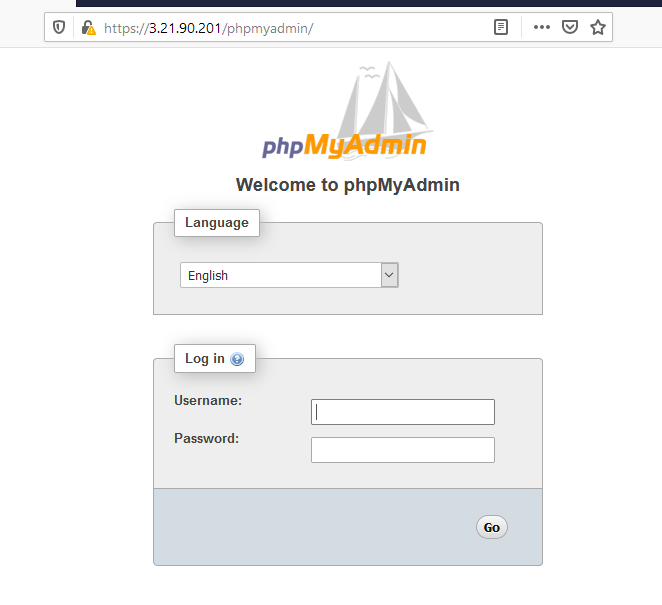 https://3.21.90.201/phpmyadmin/
phpMyAdmin
Welcome to phpMyAdmin
Language
English
Log in ?
Username:
Password:
Go